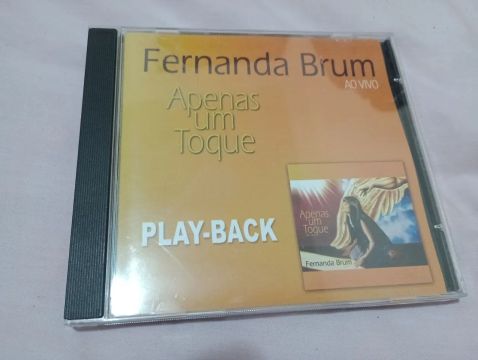 Fernanda Brum
AO VIVO
Apenas
um
Toque
PLAY-BACK
Apenas
um
Toque
Fernanda Brum